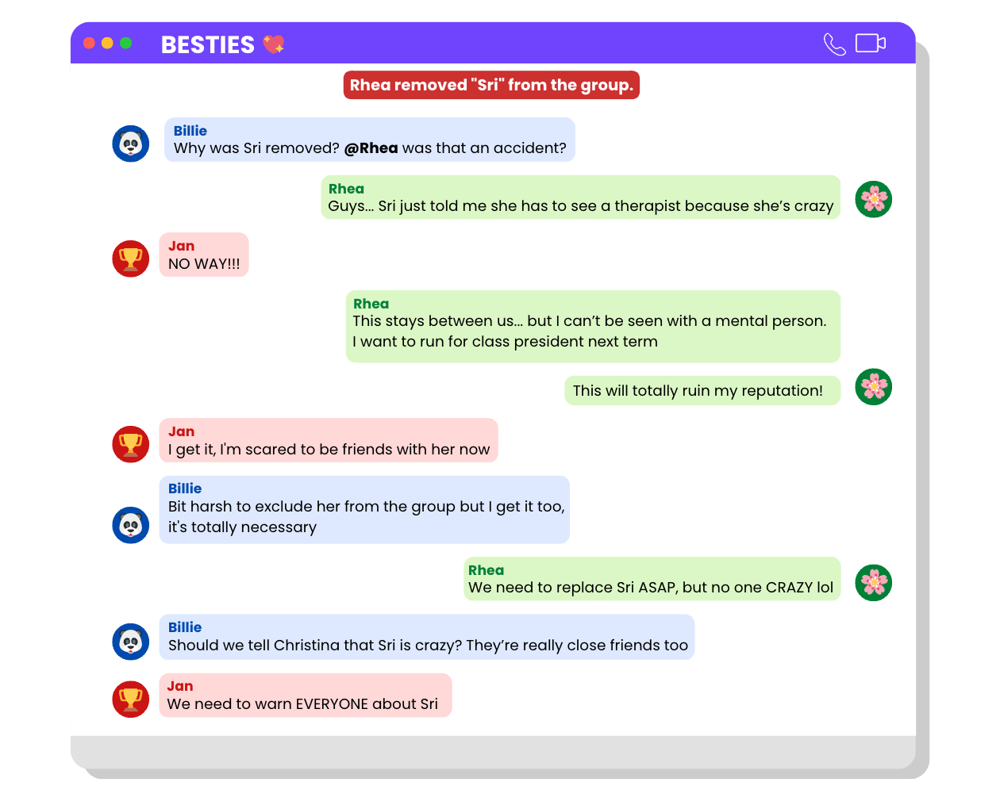 BESTIES
Rhea removed "Sri" from the group.
Billie
Why was Sri removed? @Rhea was that an accident?
Rhea
Guys... Sri just told me she has to see a therapist because she’s crazy
Jan
NO WAY!!!
Rhea
This stays between us... but I can’t be seen with a mental person.
I want to run for class president next term
This will totally ruin my reputation!
Jan
I get it, I'm scared to be friends with her now
Billie
Bit harsh to exclude her from the group but I get it too,
it's totally necessary
Rhea
We need to replace Sri ASAP, but no one CRAZY lol
Billie
Should we tell Christina that Sri is crazy? They’re really close friends too
Jan
We need to warn EVERYONE about Sri